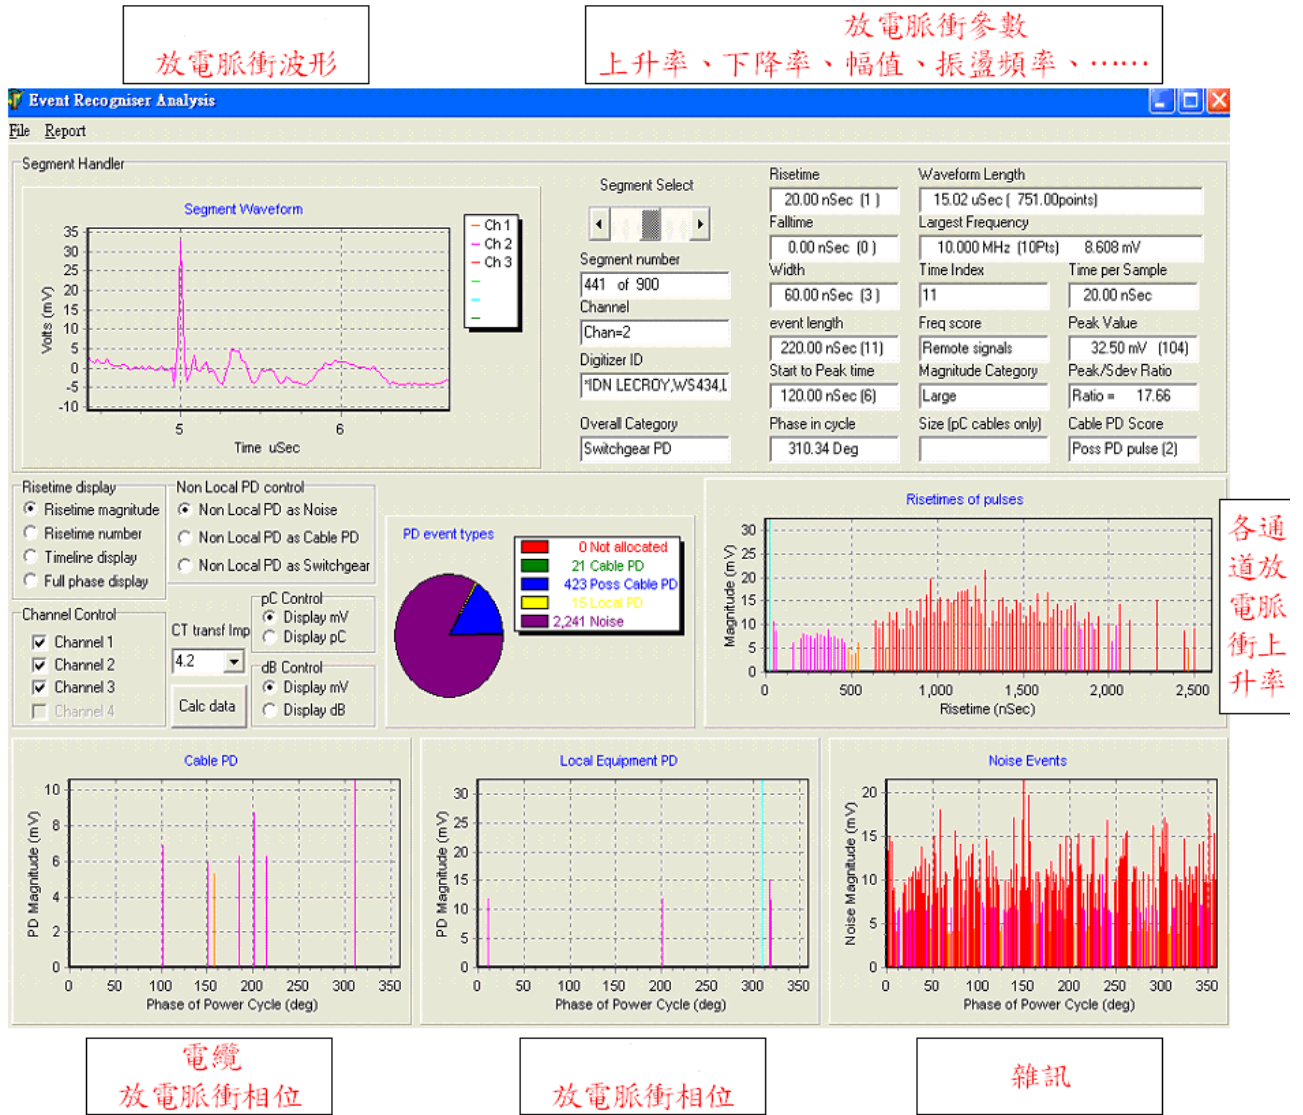 放電脈衝波形
放電脈衝參數
上升率、下降率、幅值、振盪頻率、……
Event Recogniser Analysis
File Report
Segment Handler
Segment Waveform
Volts (mV)
35
30
25
20
15
10
5
0
-5
-10
5 6
Time uSec
Ch 1
Ch 2
Ch 3
Segment Select
Segment number
441 of 900
Channel
Chan=2
Digitizer ID
*IDN LECROY,WS434,L
Overall Category
Switchgear PD
Risetime
20.00 nSec (1 )
Falltime
0.00 nSec (0 )
Width
60.00 nSec (3 )
event length
220.00 nSec (11)
Start to Peak time
120.00 nSec (6)
Phase in cycle
310.34 Deg
Waveform Length
15.02 uSec ( 751.00points)
Largest Frequency
10.000 MHz (10Pts) 8.608 mV
Time Index
11
Freq score
Remote signals
Magnitude Category
Large
Size (pC cables only)
Time per Sample
20.00 nSec
Peak Value
32.50 mV (104)
Peak/Sdev Ratio
Ratio = 17.66
Cable PD Score
Poss PD pulse (2)
Risetime display
Risetime magnitude
Risetime number
Timeline display
Full phase display
Non Local PD control
Non Local PD as Noise
Non Local PD as Cable PD
Non Local PD as Switchgear
Channel Control
Channel 1
Channel 2
Channel 3
Channel 4
CT transf Imp
4.2
Calc data
pC Control
Display mV
Display pC
dB Control
Display mV
Display dB
PD event types
0 Not allocated
21 Cable PD
423 Poss Cable PD
15 Local PD
2,241 Noise
Risetimes of pulses
Magnitude (mV)
30
25
20
15
10
5
0
0 500 1,000 1,500 2,000 2,500
Risetime (nSec)
各通
道放
電脈
衝上
升率
Cable PD
PD Magnitude (mV)
10
8
6
4
2
0
0 50 100 150 200 250 300 350
Phase of Power Cycle (deg)
Local Equipment PD
PD Magnitude (mV)
30
25
20
15
10
5
0
0 50 100 150 200 250 300 350
Phase of Power Cycle (deg)
Noise Events
Noise Magnitude (mV)
20
15
10
5
0
0 50 100 150 200 250 300 350
Phase of Power Cycle (deg)
電纜
放電脈衝相位
放電脈衝相位
雜訊